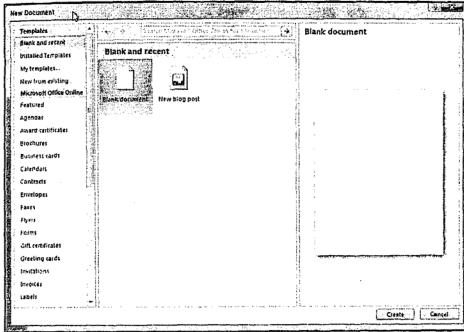 New Document
Templates
Blank and recent
Installed Templates
My templates...
New from existing...
Microsoft Office Online
Featured
Agendas
Award certificates
Brochures
Business cards
Calendars
Contracts
Envelopes
Faxes
Flyers
Forms
Gift certificates
Greeting cards
Invitations
Invoices
Labels
Blank and recent
Blank document
New blog post
Blank document
Create
Cancel